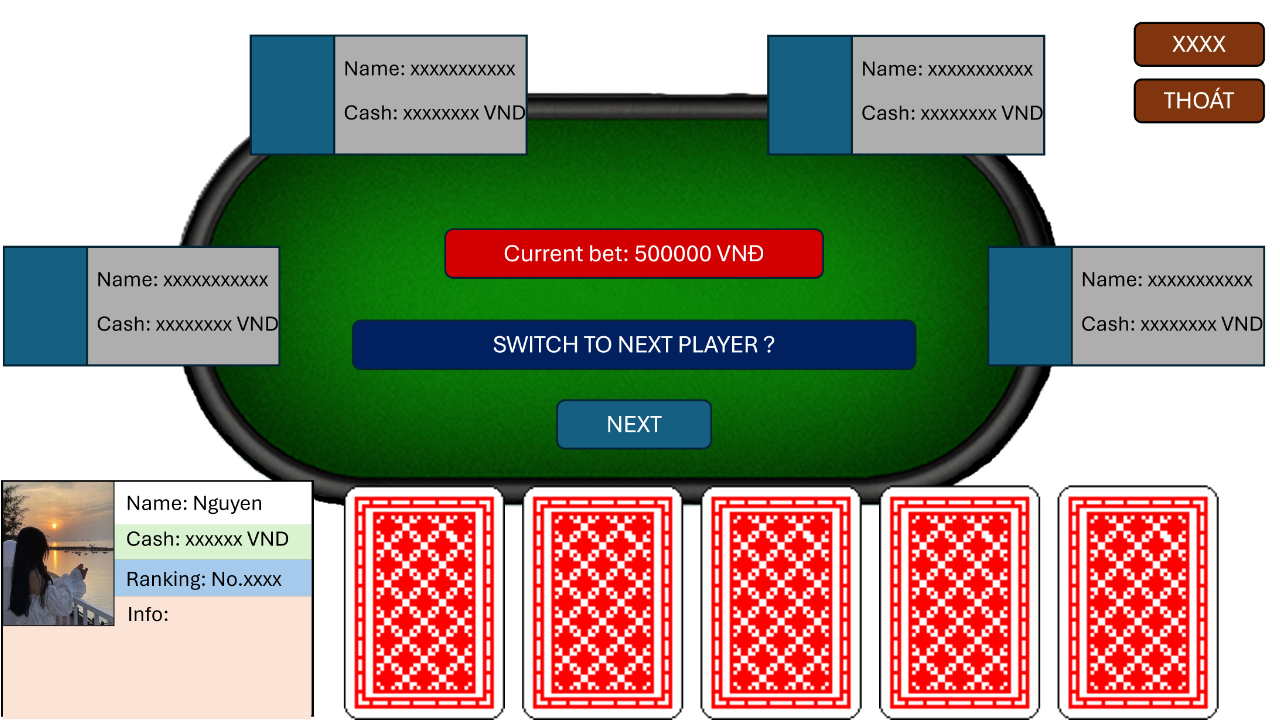 Name: xxxxxxxxxxx
Cash: xxxxxxxx VND
Name: xxxxxxxxxxx
Cash: xxxxxxxx VND
XXXX
THOÁT
Current bet: 500000 VNĐ
Name: xxxxxxxxxxx
Cash: xxxxxxxx VND
Name: xxxxxxxxxxx
Cash: xxxxxxxx VND
SWITCH TO NEXT PLAYER ?
NEXT
Name: Nguyen
Cash: xxxxxx VND
Ranking: No.xxxx
Info: